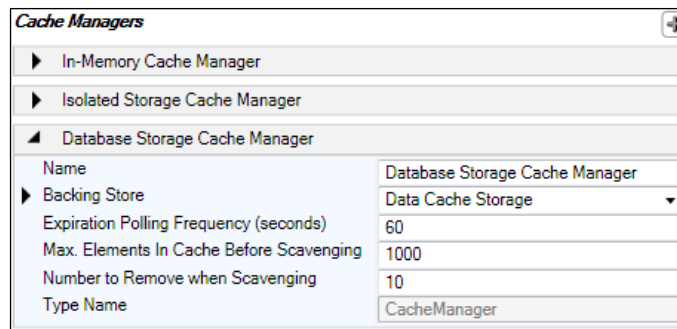 Cache Managers
In-Memory Cache Manager
Isolated Storage Cache Manager
Database Storage Cache Manager
Name Database Storage Cache Manager
Backing Store Data Cache Storage
Expiration Polling Frequency (seconds) 60
Max. Elements In Cache Before Scavenging 1000
Number to Remove when Scavenging 10
Type Name CacheManager